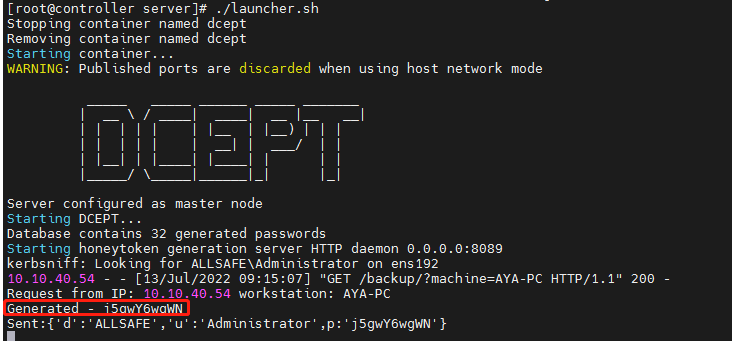 [root@controller server]# ./launcher.sh
Stopping container named dcept
Removing container named dcept
Starting container...
WARNING: Published ports are discarded when using host network mode
DCEPT
Server configured as master node
Starting DCEPT...
Database contains 32 generated passwords
Starting honeytoken generation server HTTP daemon 0.0.0.0:8089
kerbsniff: Looking for ALLSAFE\Administrator on ens192
10.10.40.54 - - [13/Jul/2022 09:15:07] "GET /backup/?machine=AYA-PC HTTP/1.1" 200 -
Request from IP: 10.10.40.54 workstation: AYA-PC
Generated - j5gwY6wgWN
Sent:{'d':'ALLSAFE','u':'Administrator',p:'j5gwY6wgWN'}